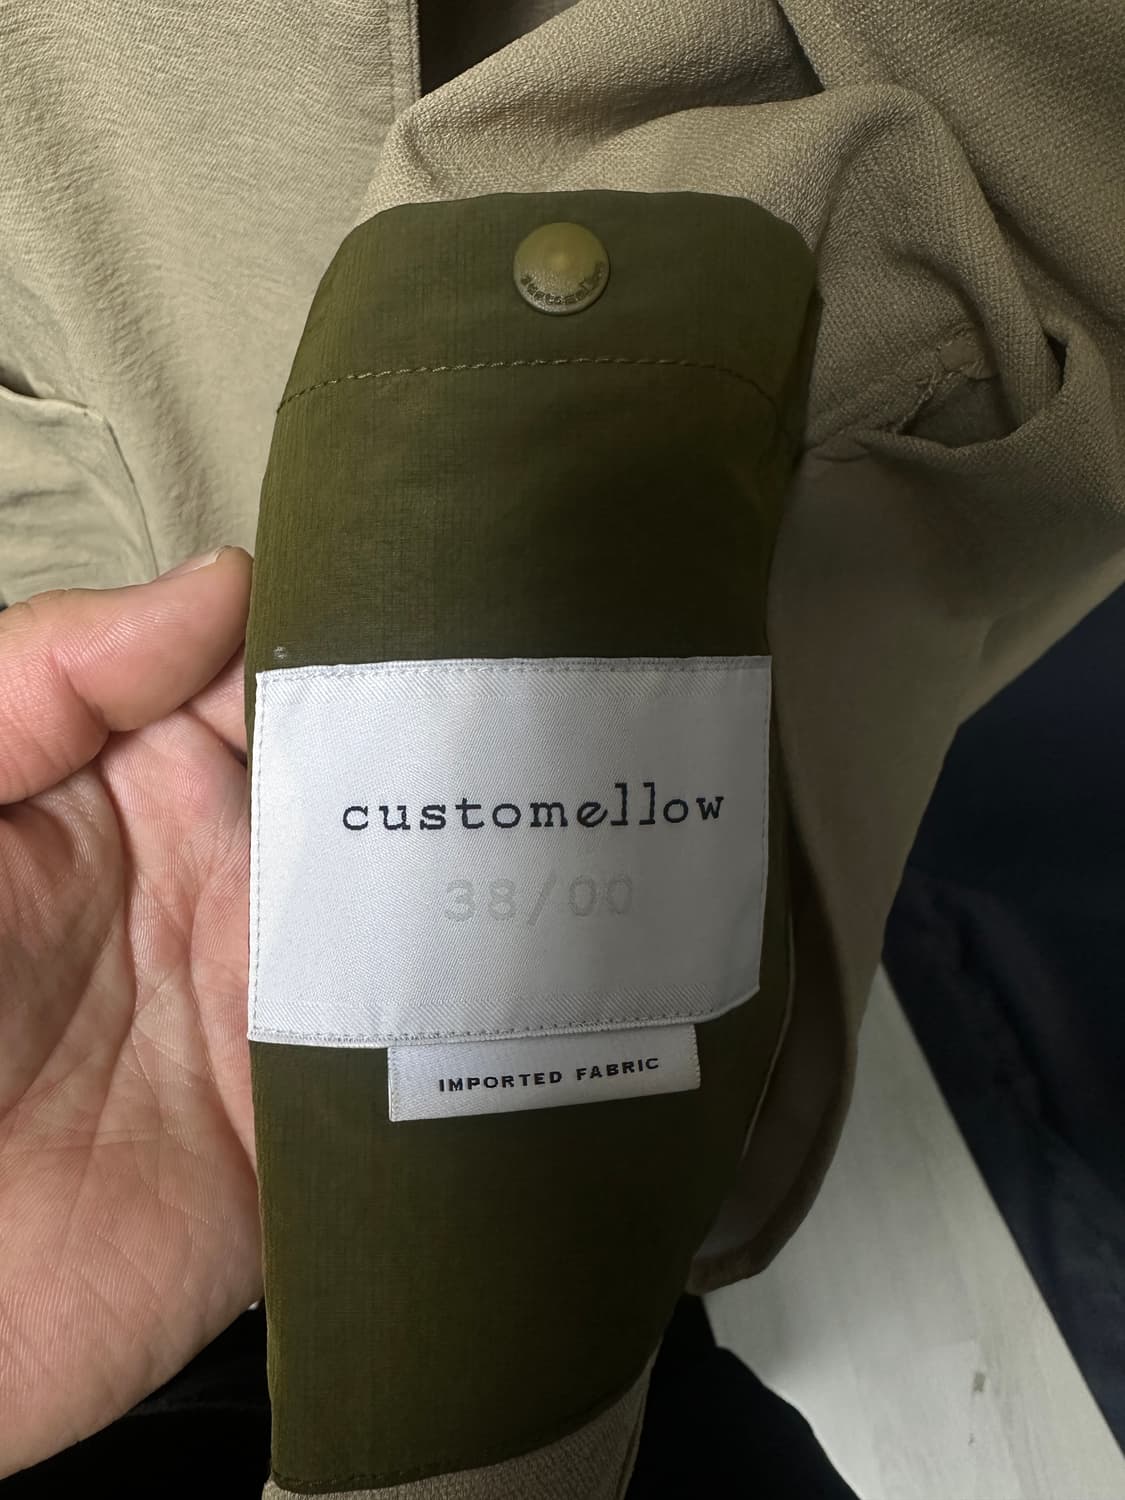 customellow
38/00
IMPORTED FABRIC